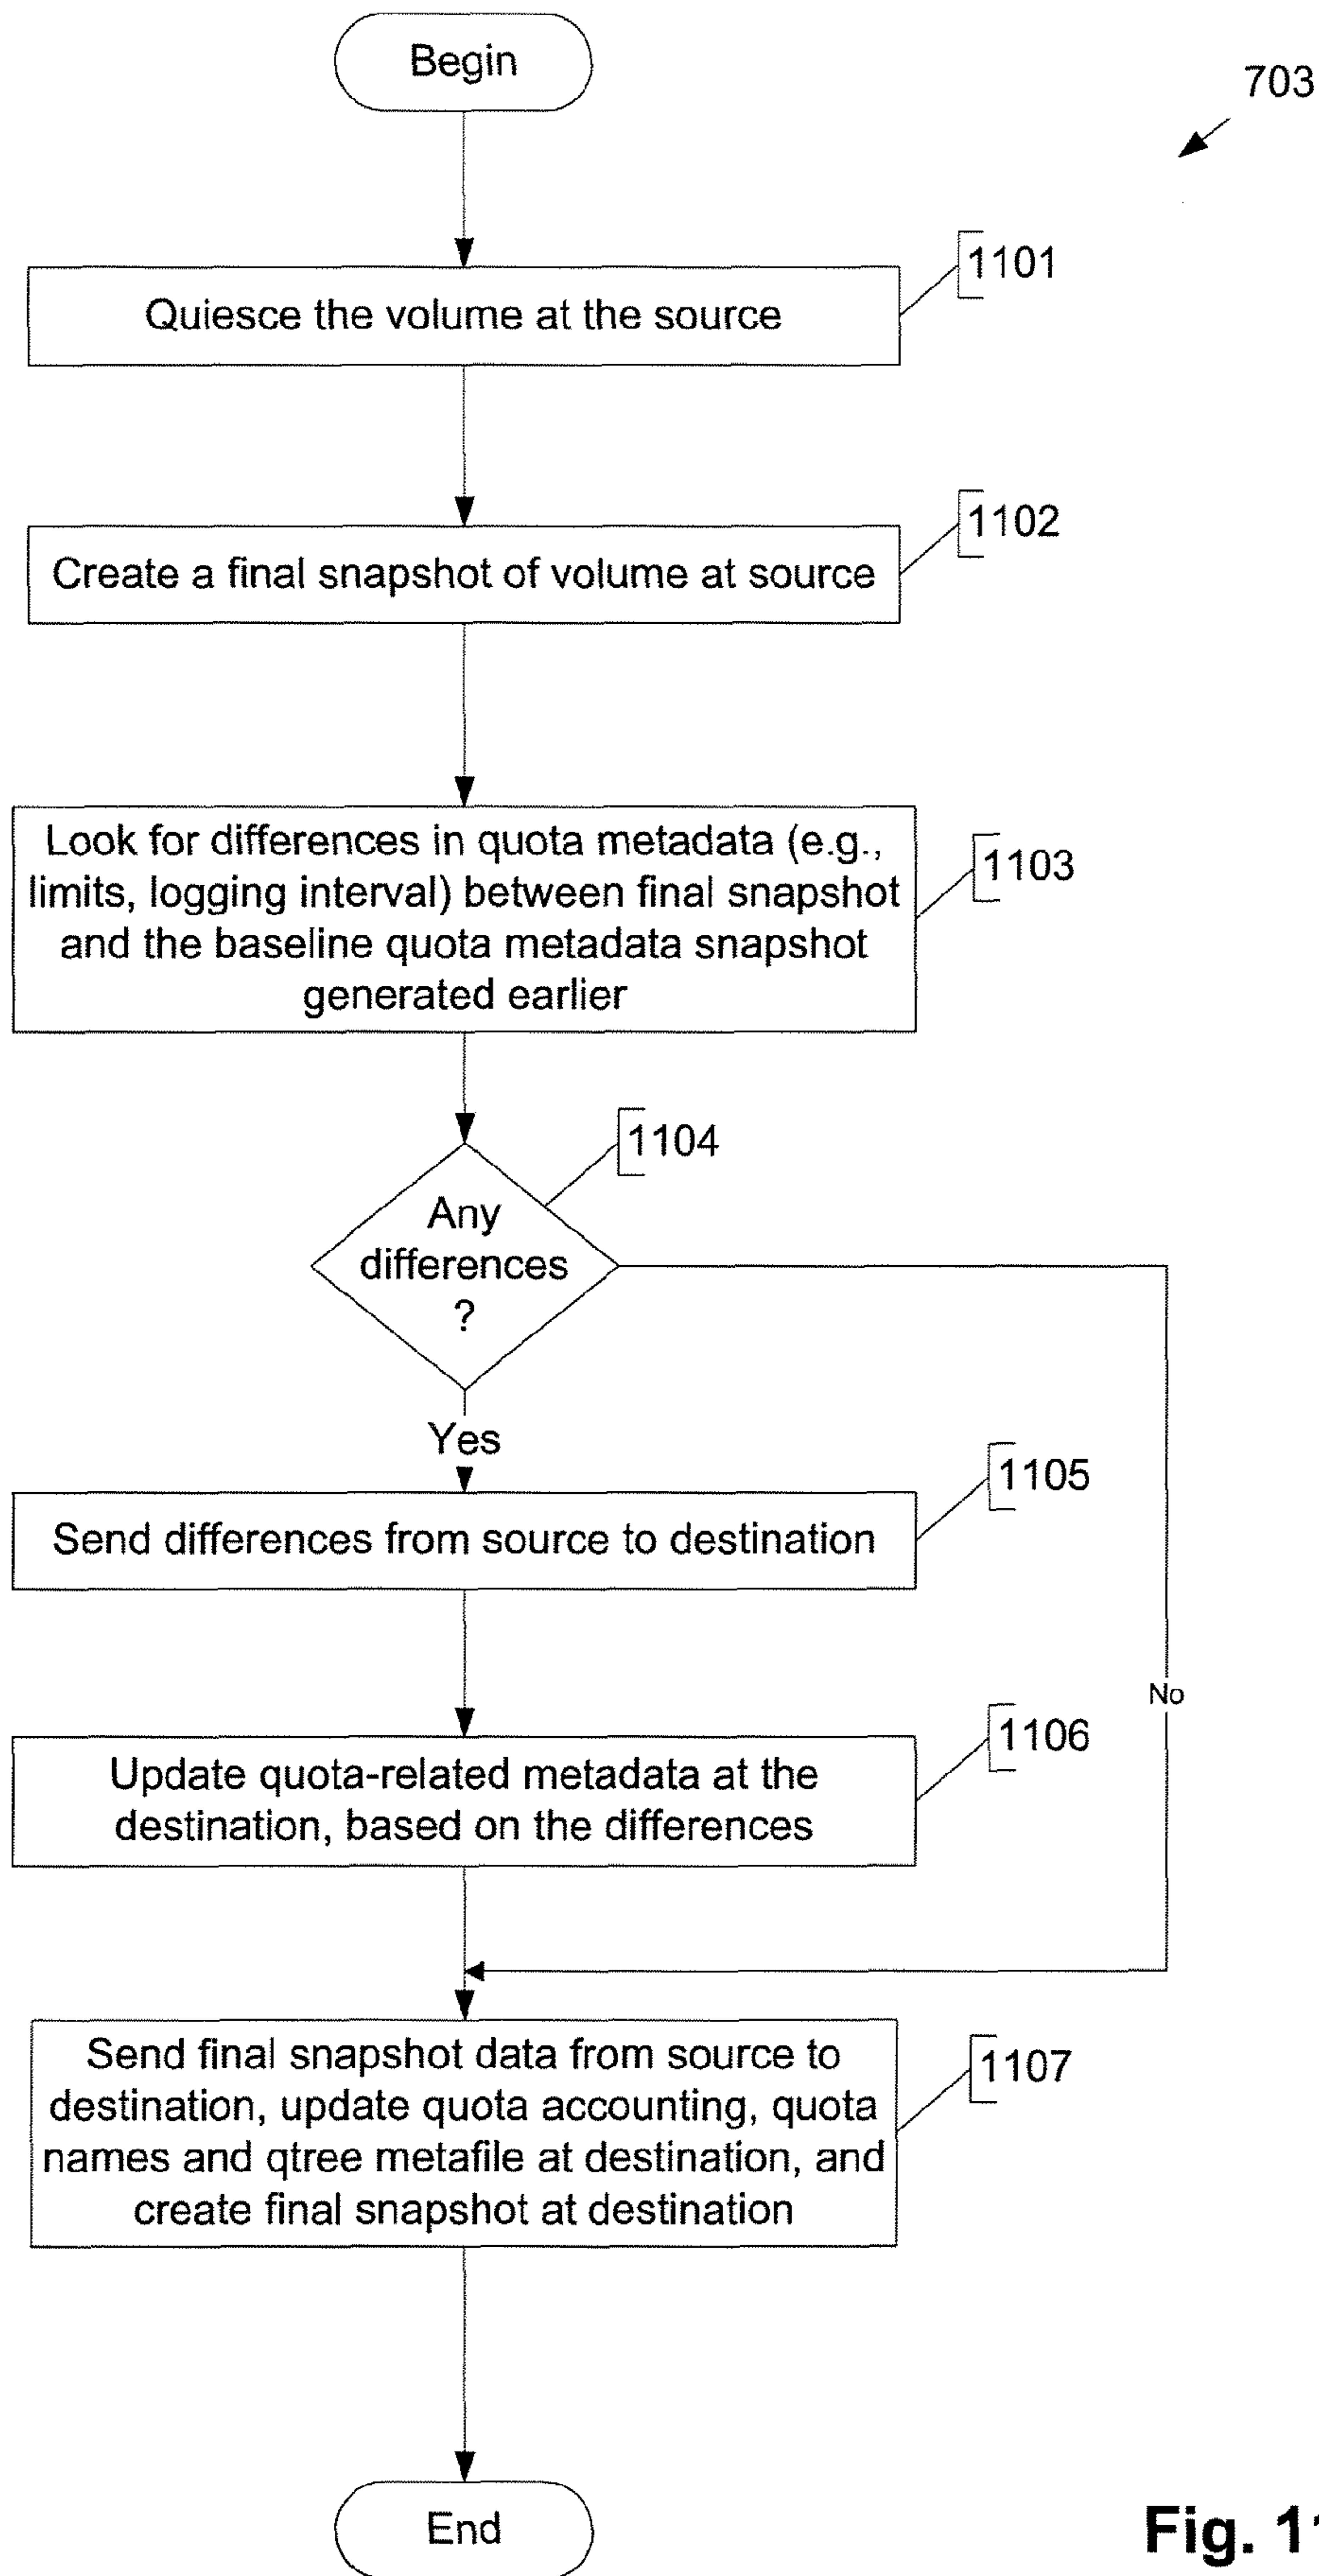 Begin
703
1101
Quiesce the volume at the source
1102
Create a final snapshot of volume at source
1103
Look for differences in quota metadata (e.g.,
limits, logging interval) between final snapshot
and the baseline quota metadata snapshot
generated earlier
1104
Any
differences
?
Yes
1105
Send differences from source to destination
No
1106
Update quota-related metadata at the
destination, based on the differences
1107
Send final snapshot data from source to
destination, update quota accounting, quota
names and qtree metafile at destination, and
create final snapshot at destination
End
Fig. 11